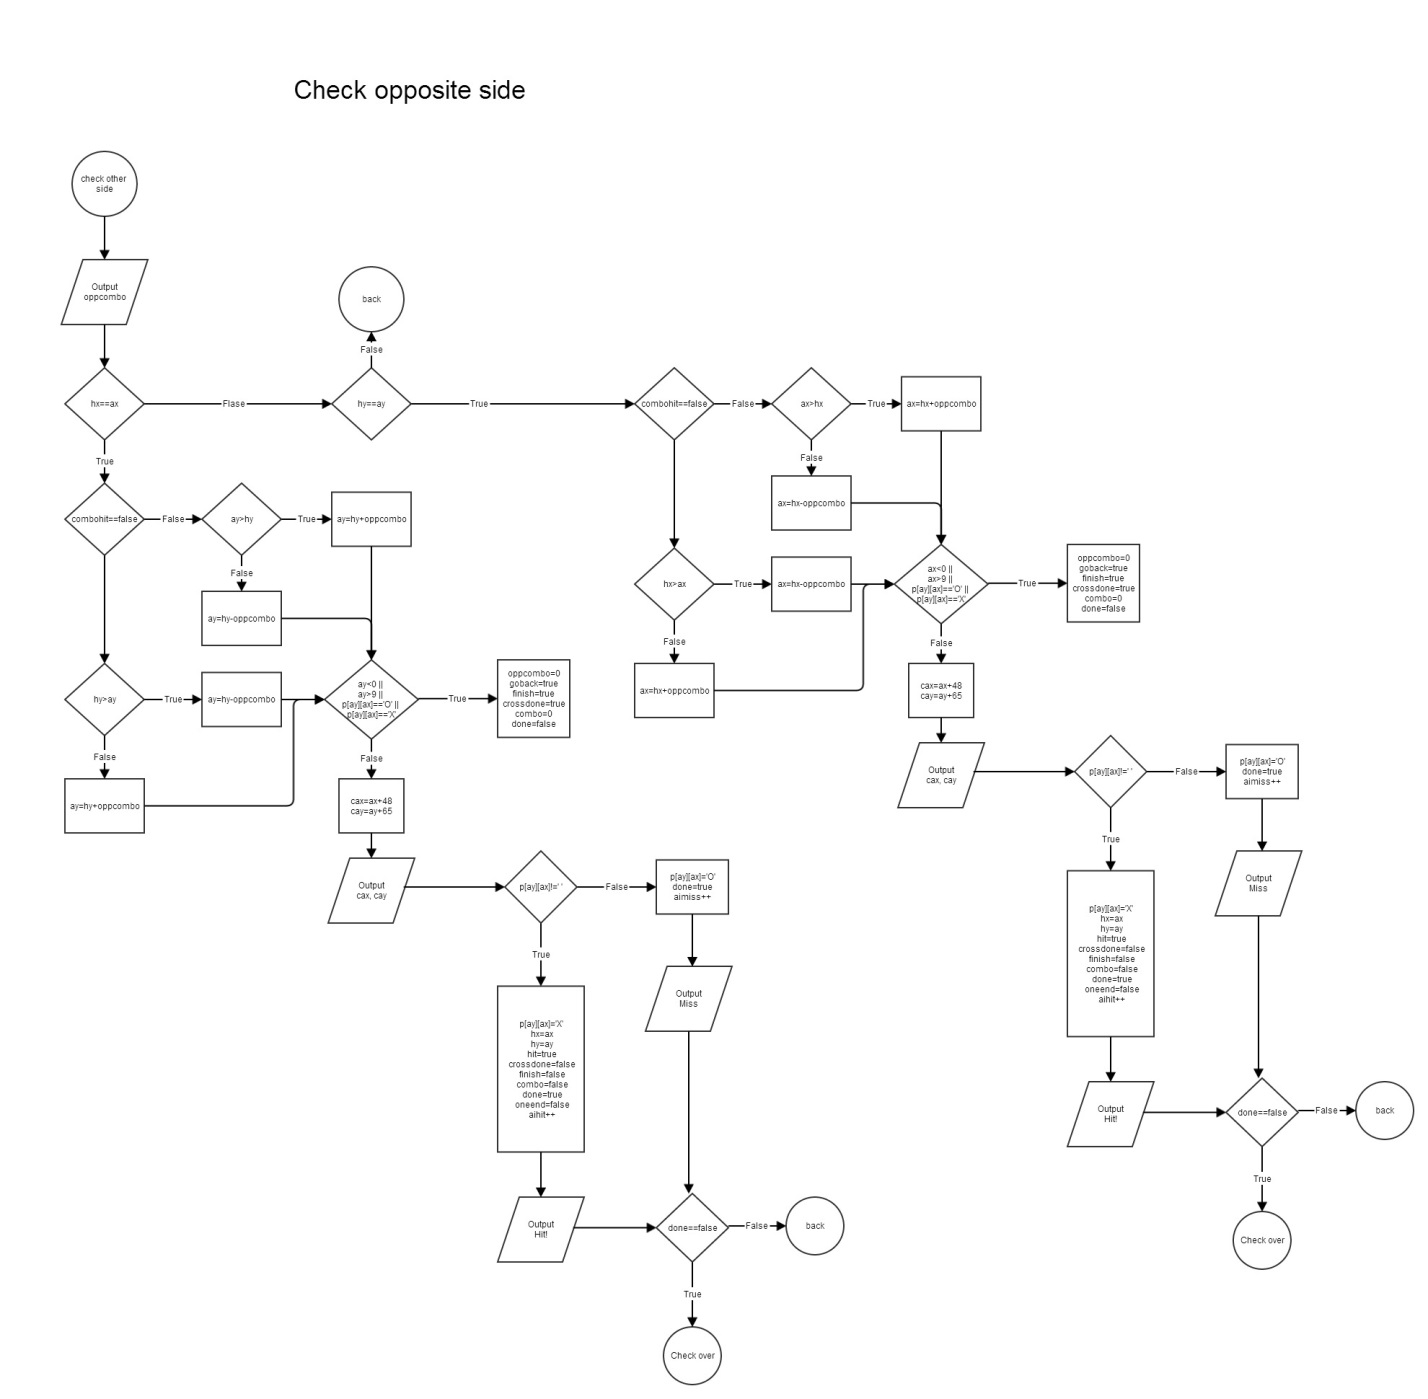 Check opposite side
check other
side
Output
oppcombo
back
False
hx==ax
Flase
hy==ay
True
combohit==false
False
ax>hx
True
ax=hx+oppcombo
True
False
ax=hx-oppcombo
combohit==false
False
ay>hy
True
ay=hy+oppcombo
False
ay=hy-oppcombo
hx>ax
True
ax=hx-oppcombo
ax<0 ||
ax>9 ||
p[ay][ax]=='O' ||
p[ay][ax]=='X'
True
oppcombo=0
goback=true
finish=true
crossdone=true
combo=0
done=false
False
ax=hx+oppcombo
False
cax=ax+48
cay=ay+65
hy>ay
True
ay=hy-oppcombo
ay<0 ||
ay>9 ||
p[ay][ax]=='O' ||
p[ay][ax]=='X'
True
oppcombo=0
goback=true
finish=true
crossdone=true
combo=0
done=false
False
ay=hy+oppcombo
False
cax=ax+48
cay=ay+65
Output
cax, cay
p[ay][ax]!=' '
False
p[ay][ax]='O'
done=true
aimiss++
True
Output
Miss
p[ay][ax]='X'
hx=ax
hy=ay
hit=true
crossdone=false
finish=false
combo=false
done=true
oneend=false
aihit++
Output
Hit!
done==false
False
back
True
Check over
Output
cax, cay
p[ay][ax]!=' '
False
p[ay][ax]='O'
done=true
aimiss++
True
Output
Miss
p[ay][ax]='X'
hx=ax
hy=ay
hit=true
crossdone=false
finish=false
combo=false
done=true
oneend=false
aihit++
Output
Hit!
done==false
False
back
True
Check over